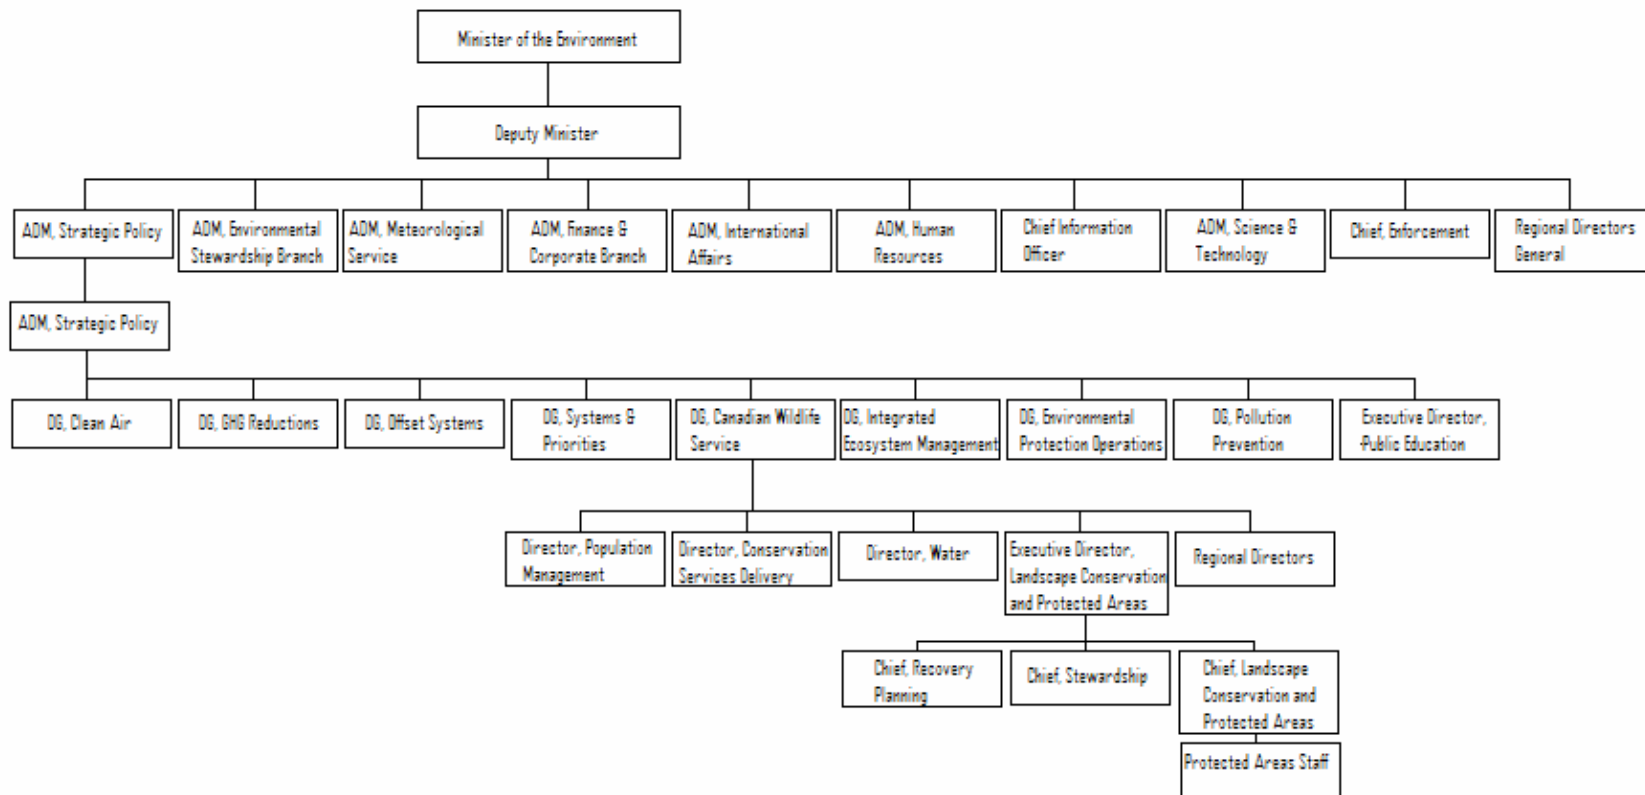 Minister of the Environment
Deputy Minister
ADM, Strategic Policy
ADM, Environmental
Stewardship Branch
ADM, Meteorological
Service
ADM, Finance &
Corporate Branch
ADM, International
Affairs
ADM, Human
Resources
Chief Information
Officer
ADM, Science &
Technology
Chief, Enforcement
Regional Directors
General
ADM, Strategic Policy
DG, Clean Air
DG, GHG Reductions
DG, Offset Systems
DG, Systems &
Priorities
DG, Canadian Wildlife
Service
DG, Integrated
Ecosystem Management
DG, Environmental
Protection Operations
DG, Pollution
Prevention
Executive Director,
Public Education
Director, Population
Management
Director, Conservation
Services Delivery
Director, Water
Executive Director,
Landscape Conservation
and Protected Areas
Regional Directors
Chief, Recovery
Planning
Chief, Stewardship
Chief, Landscape
Conservation and
Protected Areas
Protected Areas Staff